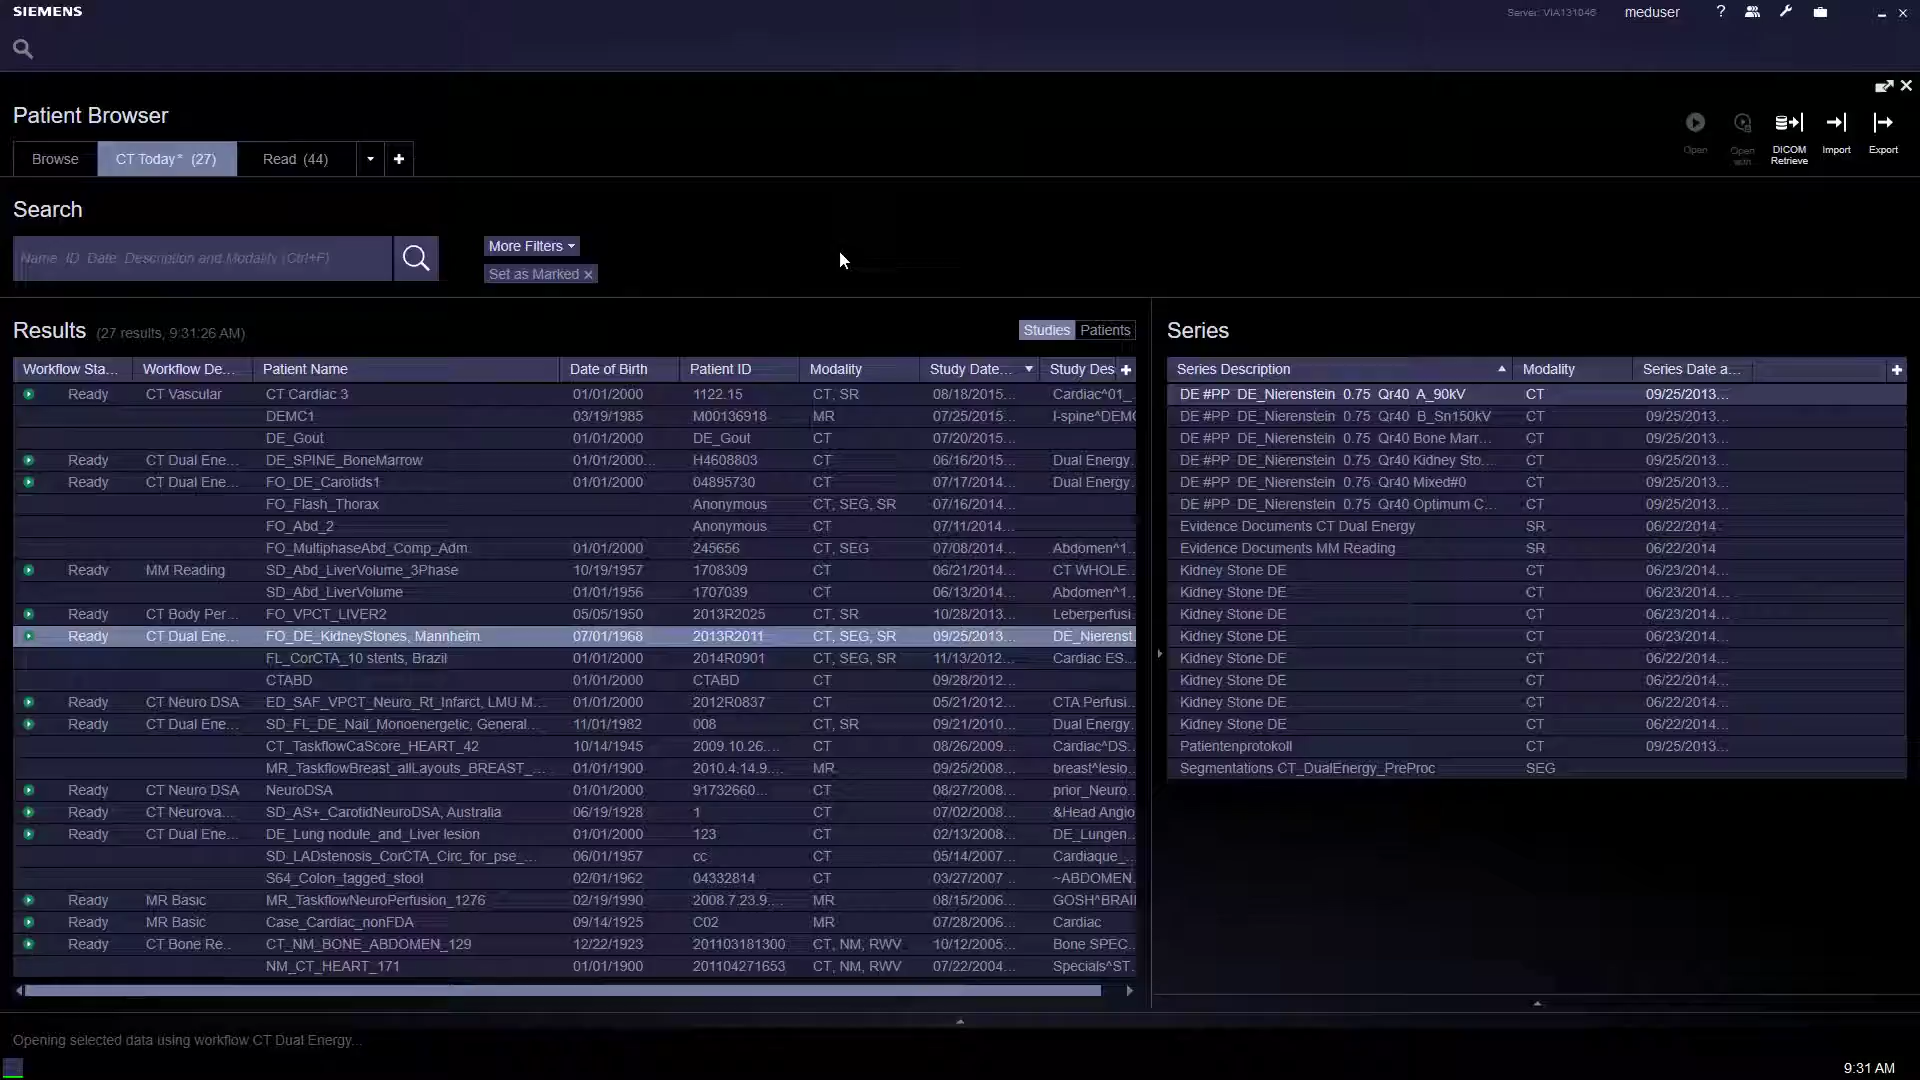 SIEMENS
Server: VIA131046 meduser ?
Patient Browser
Open Open with DICOM Retrieve Import Export
Browse CT Today* (27) Read (44)
Search
Name, ID, Date, Description and Modality (Ctrl+F)
More Filters
Set as Marked ×
Results (27 results, 9:31:26 AM) Studies Patients
Workflow Sta... Workflow De... Patient Name Date of Birth Patient ID Modality Study Date... Study Des
Ready CT Vascular CT Cardiac 3 01/01/2000 1122.15 CT, SR 08/18/2015... Cardiac^01_...
DEMC1 03/19/1985 M00136918 MR 07/25/2015... l-spine^DEMC
DE_Gout 01/01/2000 DE_Gout CT 07/20/2015...
Ready CT Dual Ene... DE_SPINE_BoneMarrow 01/01/2000... H4608803 CT 06/16/2015... Dual Energy...
Ready CT Dual Ene... FO_DE_Carotids1 01/01/2000 04895730 CT 07/17/2014... Dual Energy...
FO_Flash_Thorax Anonymous CT, SEG, SR 07/16/2014...
FO_Abd_2 Anonymous CT 07/11/2014...
FO_MultiphaseAbd_Comp_Adm 01/01/2000 245656 CT, SEG 07/08/2014... Abdomen^1...
Ready MM Reading SD_Abd_LiverVolume_3Phase 10/19/1957 1708309 CT 06/21/2014... CT WHOLE...
SD_Abd_LiverVolume 01/01/1956 1707039 CT 06/13/2014... Abdomen^1...
Ready CT Body Per... FO_VPCT_LIVER2 05/05/1950 2013R2025 CT, SR 10/28/2013... Leberperfusi...
Ready CT Dual Ene... FO_DE_KidneyStones, Mannheim 07/01/1968 2013R2011 CT, SEG, SR 09/25/2013... DE_Nierenst...
FL_CorCTA_10 stents, Brazil 01/01/2000 2014R0901 CT, SEG, SR 11/13/2012... Cardiac ES...
CTABD 01/01/2000 CTABD CT 09/28/2012...
Ready CT Neuro DSA ED_SAF_VPCT_Neuro_Rt_Infarct, LMU M... 01/01/2000 2012R0837 CT 05/21/2012... CTA Perfusi...
Ready CT Dual Ene... SD_FL_DE_Nail_Monoenergetic, General... 11/01/1982 008 CT, SR 09/21/2010... Dual Energy...
CT_TaskflowCaScore_HEART_42 10/14/1945 2009.10.26.... CT 08/26/2009... Cardiac^DS...
MR_TaskflowBreast_allLayouts_BREAST_... 01/01/1900 2010.4.14.9.... MR 09/25/2008... breast^lesio...
Ready CT Neuro DSA NeuroDSA 01/01/2000 91732660... CT 08/27/2008... prior_Neuro...
Ready CT Neurova... SD_AS+_CarotidNeuroDSA, Australia 06/19/1928 1 CT 07/02/2008... &Head Angio
Ready CT Dual Ene... DE_Lung nodule_and_Liver lesion 01/01/2000 123 CT 02/13/2008... DE_Lungen...
SD_LADstenosis_CorCTA_Circ_for_pse_... 06/01/1957 cc CT 05/14/2007... Cardiaque_...
S64_Colon_tagged_stool 02/01/1962 04332814 CT 03/27/2007... ~ABDOMEN...
Ready MR Basic MR_TaskflowNeuroPerfusion_1276 02/19/1990 2008.7.23.9.... MR 08/15/2006... GOSH^BRAI
Ready MR Basic Case_Cardiac_nonFDA 09/14/1925 C02 MR 07/28/2006... Cardiac
Ready CT Bone Re... CT_NM_BONE_ABDOMEN_129 12/22/1923 201103181300 CT, NM, RWV 10/12/2005... Bone SPEC...
NM_CT_HEART_171 01/01/1900 201104271653 CT, NM, RWV 07/22/2004... Specials^ST...
Series
Series Description Modality Series Date a...
DE #PP DE_Nierenstein 0.75 Qr40 A_90kV CT 09/25/2013...
DE #PP DE_Nierenstein 0.75 Qr40 B_Sn150kV CT 09/25/2013...
DE #PP DE_Nierenstein 0.75 Qr40 Bone Marr... CT 09/25/2013...
DE #PP DE_Nierenstein 0.75 Qr40 Kidney Sto... CT 09/25/2013...
DE #PP DE_Nierenstein 0.75 Qr40 Mixed#0 CT 09/25/2013...
DE #PP DE_Nierenstein 0.75 Qr40 Optimum C... CT 09/25/2013...
Evidence Documents CT Dual Energy SR 06/22/2014
Evidence Documents MM Reading SR 06/22/2014
Kidney Stone DE CT 06/23/2014...
Kidney Stone DE CT 06/23/2014...
Kidney Stone DE CT 06/23/2014...
Kidney Stone DE CT 06/23/2014...
Kidney Stone DE CT 06/22/2014...
Kidney Stone DE CT 06/22/2014...
Kidney Stone DE CT 06/22/2014...
Kidney Stone DE CT 06/22/2014...
Patientenprotokoll CT 09/25/2013...
Segmentations CT_DualEnergy_PreProc SEG
Opening selected data using workflow CT Dual Energy...
9:31 AM